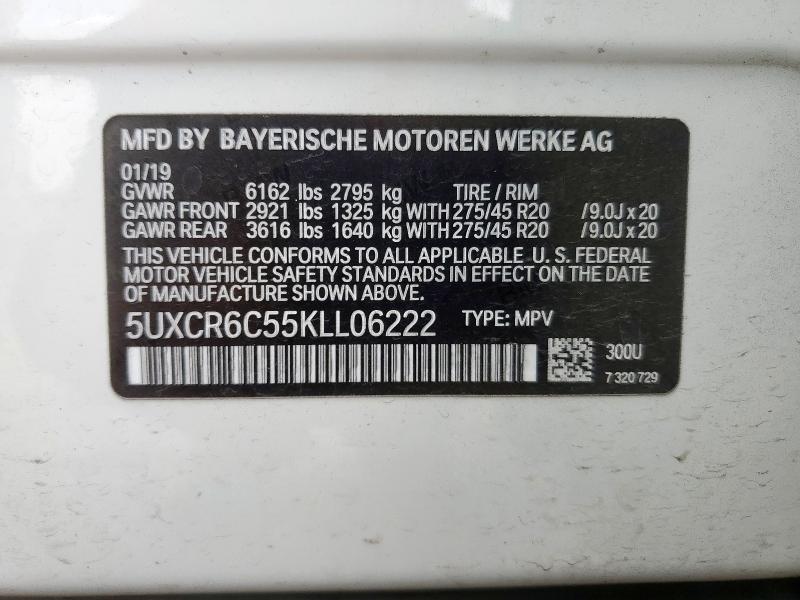 MFD BY BAYERISCHE MOTOREN WERKE AG
01/19
GVWR 6162 lbs 2795 kg TIRE / RIM
GAWR FRONT 2921 lbs 1325 kg WITH 275/45 R20 /9.0J x 20
GAWR REAR 3616 lbs 1640 kg WITH 275/45 R20 /9.0J x 20
THIS VEHICLE CONFORMS TO ALL APPLICABLE U. S. FEDERAL
MOTOR VEHICLE SAFETY STANDARDS IN EFFECT ON THE DATE
OF MANUFACTURE SHOWN ABOVE.
5UXCR6C55KLL06222 TYPE: MPV
300U
7 320 729